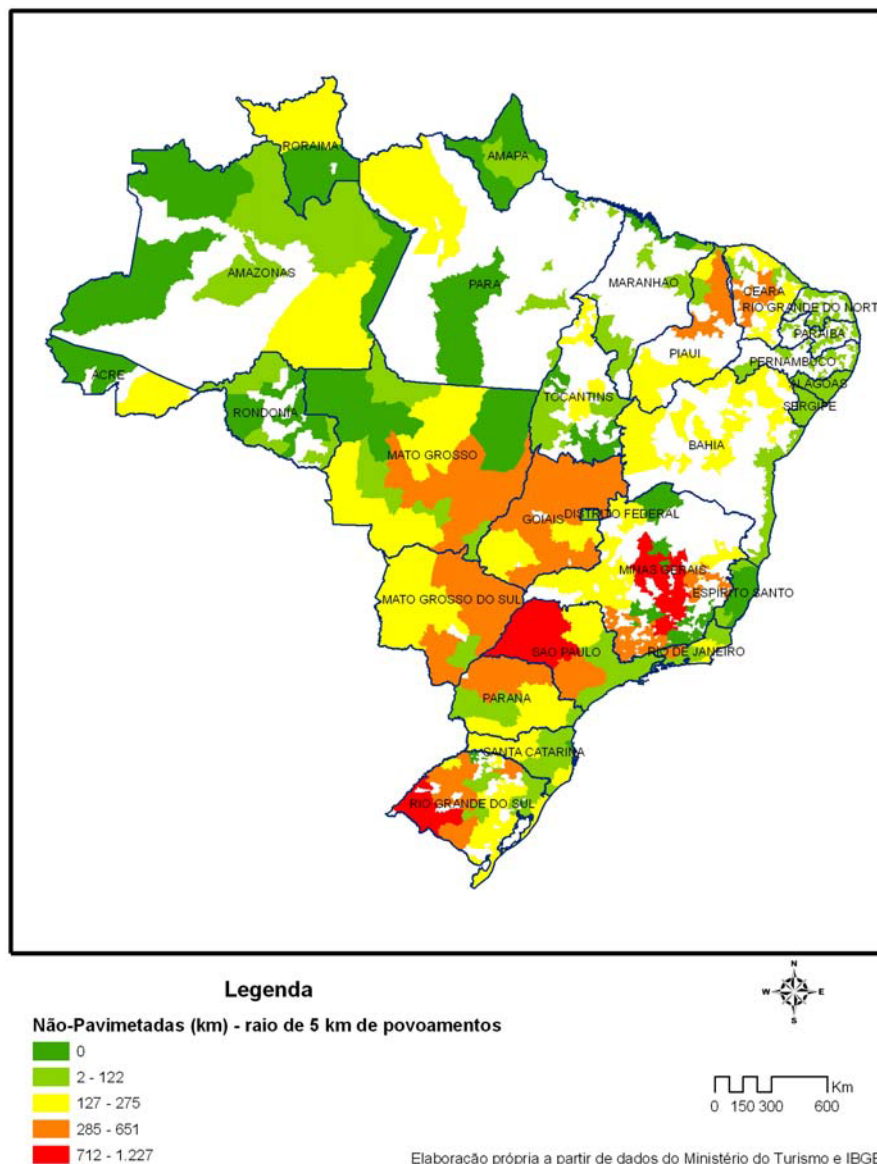 RORAIMA
AMAPA
AMAZONAS
PARA
MARANHAO
CEARA
RIO GRANDE DO NORT
PARAIBA
PIAUI
PERNAMBUCO
ACRE
ALAGOAS
TOCANTINS
SERGIPE
RONDONIA
BAHIA
MATO GROSSO
GOIAIS
DISTRITO FEDERAL
MINAS GERAIS
ESPÍRITO SANTO
MATO GROSSO DO SUL
SAO PAULO
RIO DE JANEIRO
PARANA
SANTA CATARINA
RIO GRANDE DO SUL
Legenda
N
W E
S
Não-Pavimetadas (km) - raio de 5 km de povoamentos
0
2 - 122
127 - 275
285 - 651
712 - 1.227
Km
0 150 300 600
Elaboração própria a partir de dados do Ministério do Turismo e IBGE